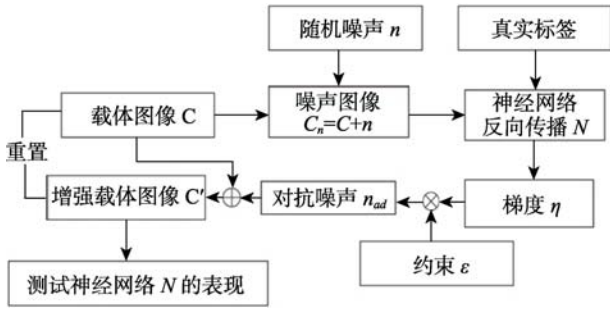 随机噪声 n
真实标签
载体图像 C
噪声图像
Cn=C+n
神经网络
反向传播 N
重置
增强载体图像 C′
对抗噪声 nad
梯度 η
约束 ε
测试神经网络 N 的表现